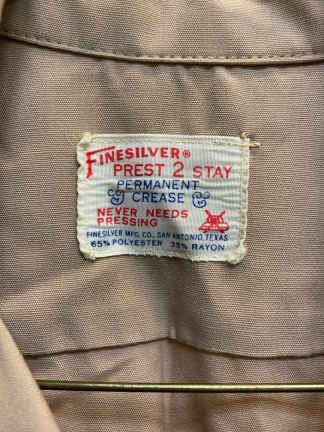 FINESILVER®
PREST 2 STAY
PERMANENT
CREASE
NEVER NEEDS
PRESSING
FINESILVER MFG. CO., SAN ANTONIO, TEXAS
65% POLYESTER 35% RAYON